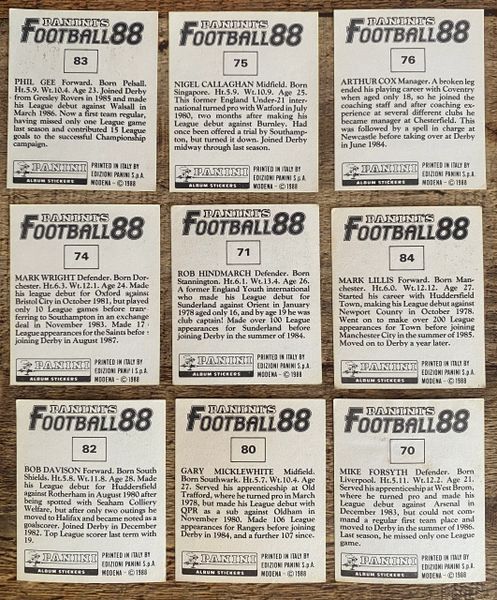 PANINI'S
FOOTBALL 88
83
PHIL GEE Forward. Born Pelsall.
Ht.5.9. Wt.10.4. Age 23. Joined Derby
from Gresley Rovers in 1985 and made
his League debut against Walsall in
March 1986. Now a first team regular,
having missed only one League game
last season and contributed 15 League
goals to the successful Championship
campaign.
PANINI
ALBUM STICKERS
PRINTED IN ITALY BY
EDIZIONI PANINI S.p.A.
MODENA - © 1988
PANINI'S
FOOTBALL 88
75
NIGEL CALLAGHAN Midfield. Born
Singapore. Ht.5.9. Wt.10.9. Age 25.
This former England Under-21 inter-
national turned pro with Watford in July
1980, two months after making his
League debut against Burnley. Had
once been offered a trial by Southamp-
ton, but turned it down. Joined Derby
midway through last season.
PANINI
ALBUM STICKERS
PRINTED IN ITALY BY
EDIZIONI PANINI S.p.A.
MODENA - © 1988
PANINI'S
FOOTBALL 88
76
ARTHUR COX Manager. A broken leg
ended his playing career with Coventry
when aged only 18, so he joined the
coaching staff and after coaching exp-
erience at several different clubs he
became manager at Chesterfield. This
was followed by a spell in charge at
Newcastle before taking over at Derby
in June 1984.
PANINI
ALBUM STICKERS
PRINTED IN ITALY BY
EDIZIONI PANINI S.p.A.
MODENA - © 1988
PANINI'S
FOOTBALL 88
74
MARK WRIGHT Defender. Born Dor-
chester. Ht.6.3. Wt.12.1. Age 24. Made
his league debut for Oxford against
Bristol City in October 1981, but played
only 10 League games before tran-
sferring to Southampton in an exchange
deal in November 1983. Made 17
League appearances for the Saints before
joining Derby in August 1987.
PANINI
ALBUM STICKERS
PRINTED IN ITALY BY
EDIZIONI PANINI S.p.A.
MODENA - © 1988
PANINI'S
FOOTBALL 88
71
ROB HINDMARCH Defender. Born
Stannington. Ht.6.1. Wt.13.4. Age 26.
A former England Youth international
who made his League debut for
Sunderland against Orient in January
1978 aged only 16, and by age 19 he was
club captain! Made over 100 League
appearances for Sunderland before
joining Derby in the summer of 1984.
PANINI
ALBUM STICKERS
PRINTED IN ITALY BY
EDIZIONI PANINI S.p.A.
MODENA - © 1988
PANINI'S
FOOTBALL 88
84
MARK LILLIS Forward. Born Man-
chester. Ht.6.0. Wt.12.12. Age 27.
Started his career with Huddersfield
Town, making his League debut against
Newport County in October 1978.
Went on to make over 200 League
appearances for Town before joining
Manchester City in the summer of 1985.
Moved on to Derby a year later.
PANINI
ALBUM STICKERS
PRINTED IN ITALY BY
EDIZIONI PANINI S.p.A.
MODENA - © 1988
PANINI'S
FOOTBALL 88
82
BOB DAVISON Forward. Born South
Shields. Ht.5.8. Wt.11.8. Age 28. Made
his League debut for Huddersfield
against Rotherham in August 1980 after
being spotted with Seaham Colliery
Welfare, but after only two outings he
moved to Halifax and became noted as a
goalscorer. Joined Derby in December
1982. Top League scorer last term with
19.
PANINI
ALBUM STICKERS
PRINTED IN ITALY BY
EDIZIONI PANINI S.p.A.
MODENA - © 1988
PANINI'S
FOOTBALL 88
80
GARY MICKLEWHITE Midfield.
Born Southwark. Ht.5.7. Wt.10.4. Age
27. Served his apprenticeship at Old
Trafford, where he turned pro in March
1978, but made his League debut with
QPR as a sub against Oldham in
November 1980. Made 106 League
appearances for Rangers before joining
Derby in 1984, and a further 107 since.
PANINI
ALBUM STICKERS
PRINTED IN ITALY BY
EDIZIONI PANINI S.p.A.
MODENA - © 1988
PANINI'S
FOOTBALL 88
70
MIKE FORSYTH Defender. Born
Liverpool. Ht.5.11. Wt.12.2. Age 21.
Served his apprenticeship at West Brom,
where he turned pro and made his
League debut against Arsenal in
December 1983, but could not com-
mand a regular first team place and
moved to Derby in the summer of 1986.
Last season, he missed only one League
game.
PANINI
ALBUM STICKERS
PRINTED IN ITALY BY
EDIZIONI PANINI S.p.A.
MODENA - © 1988